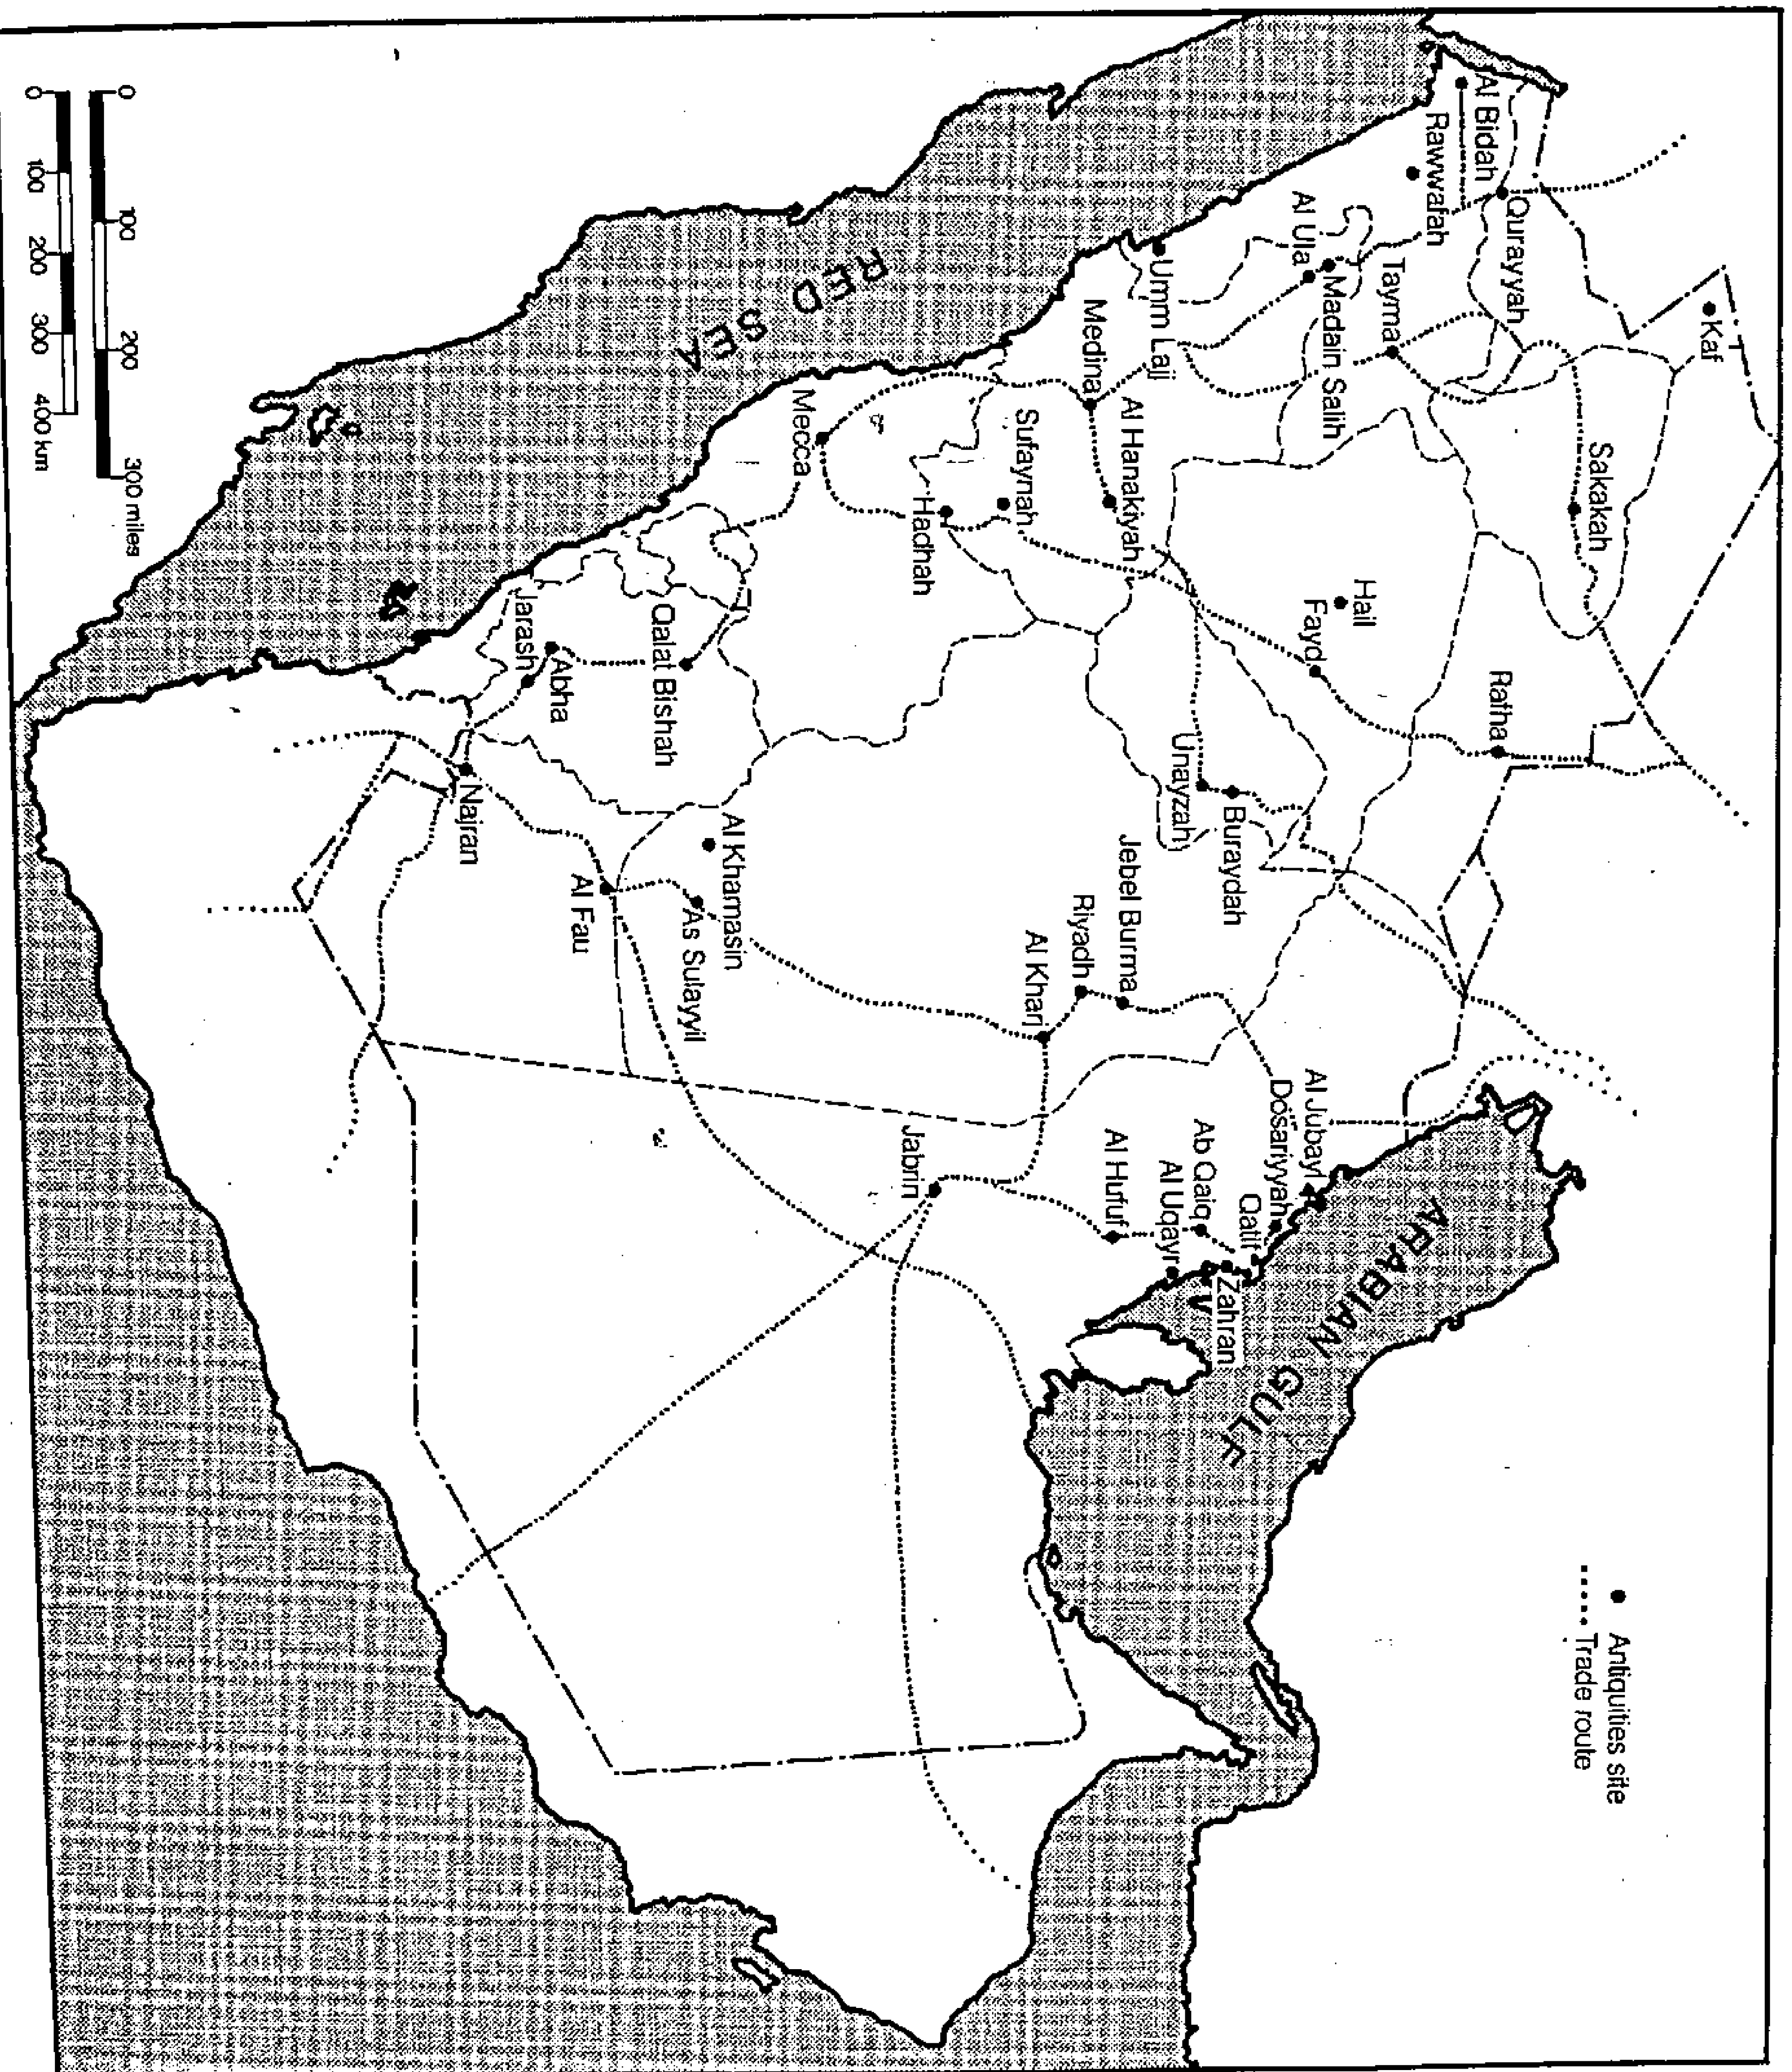 Antiquities site
Trade route
Kaf
Al Bidah
Qurayyah
Rawwafah
Tayma
Sakakah
Al Ula
Madain Salih
Hail
Fayd
Rafha
Umm Lajj
Medina
Al Hanakiyah
Sufaynah
Hadhah
Unayzah
Buraydah
Jebel Burma
Riyadh
Al Kharj
Al Jubayl
Dosariyyah
Qatif
Zahran
Ab Qaiq
Al Uqayr
Al Hufuf
Jabrin
ARABIAN GULF
RED SEA
Mecca
Qalat Bishah
Abha
Jarash
Najran
Al Khamasin
As Sulayyil
Al Fau
0 100 200 300 miles
0 100 200 300 400 km